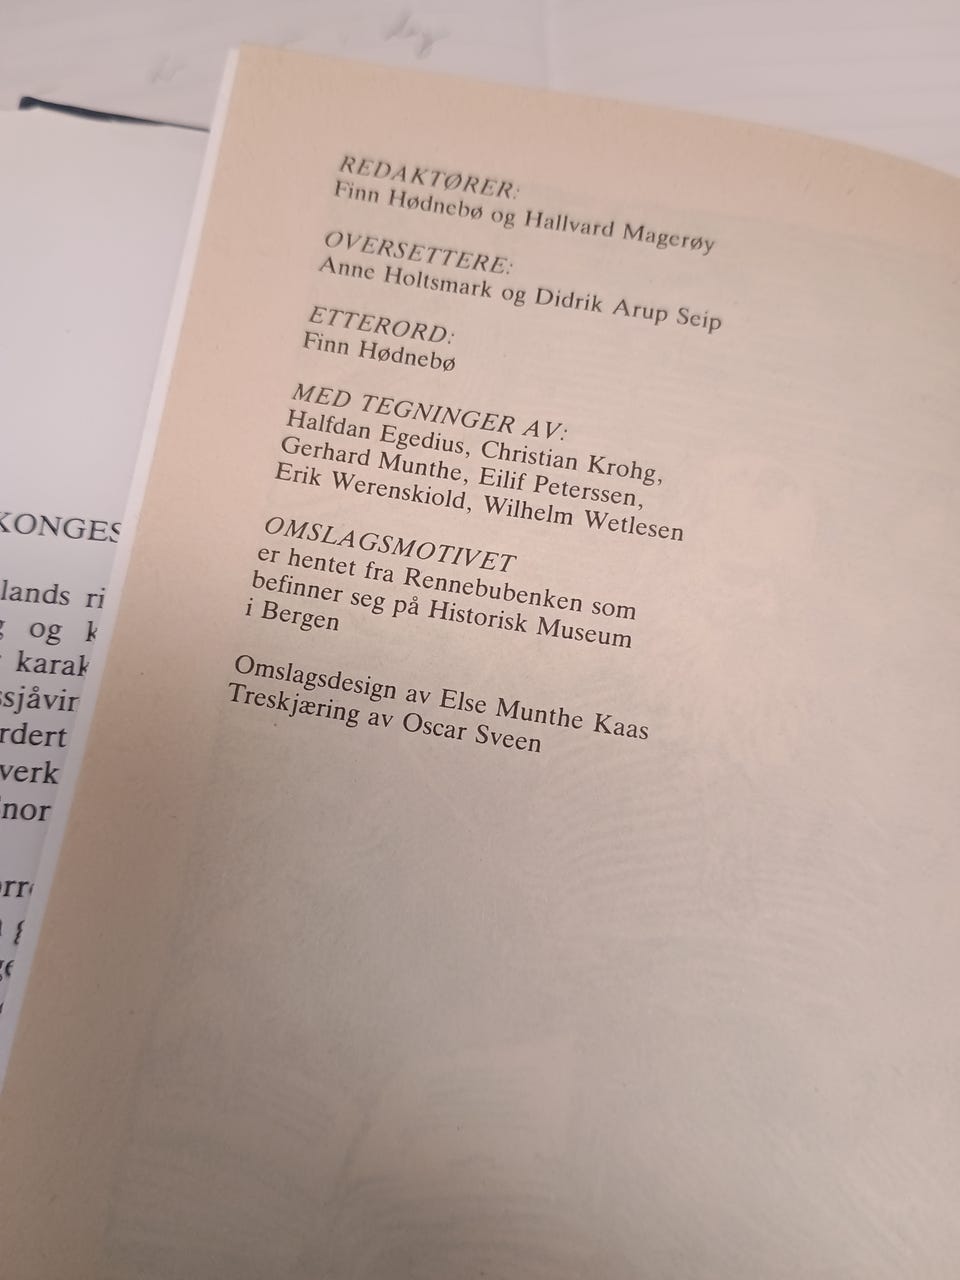 REDAKTØRER:
Finn Hødnebø og Hallvard Magerøy
OVERSETTERE:
Anne Holtsmark og Didrik Arup Seip
ETTERORD:
Finn Hødnebø
MED TEGNINGER AV:
Halfdan Egedius, Christian Krohg,
Gerhard Munthe, Eilif Peterssen,
Erik Werenskiold, Wilhelm Wetlesen
OMSLAGSMOTIVET
er hentet fra Rennebubenken som
befinner seg på Historisk Museum
i Bergen
Omslagsdesign av Else Munthe Kaas
Treskjæring av Oscar Sveen
KONGES
lands ri
og k
karak
ssjåvir
rdert
verk
nor